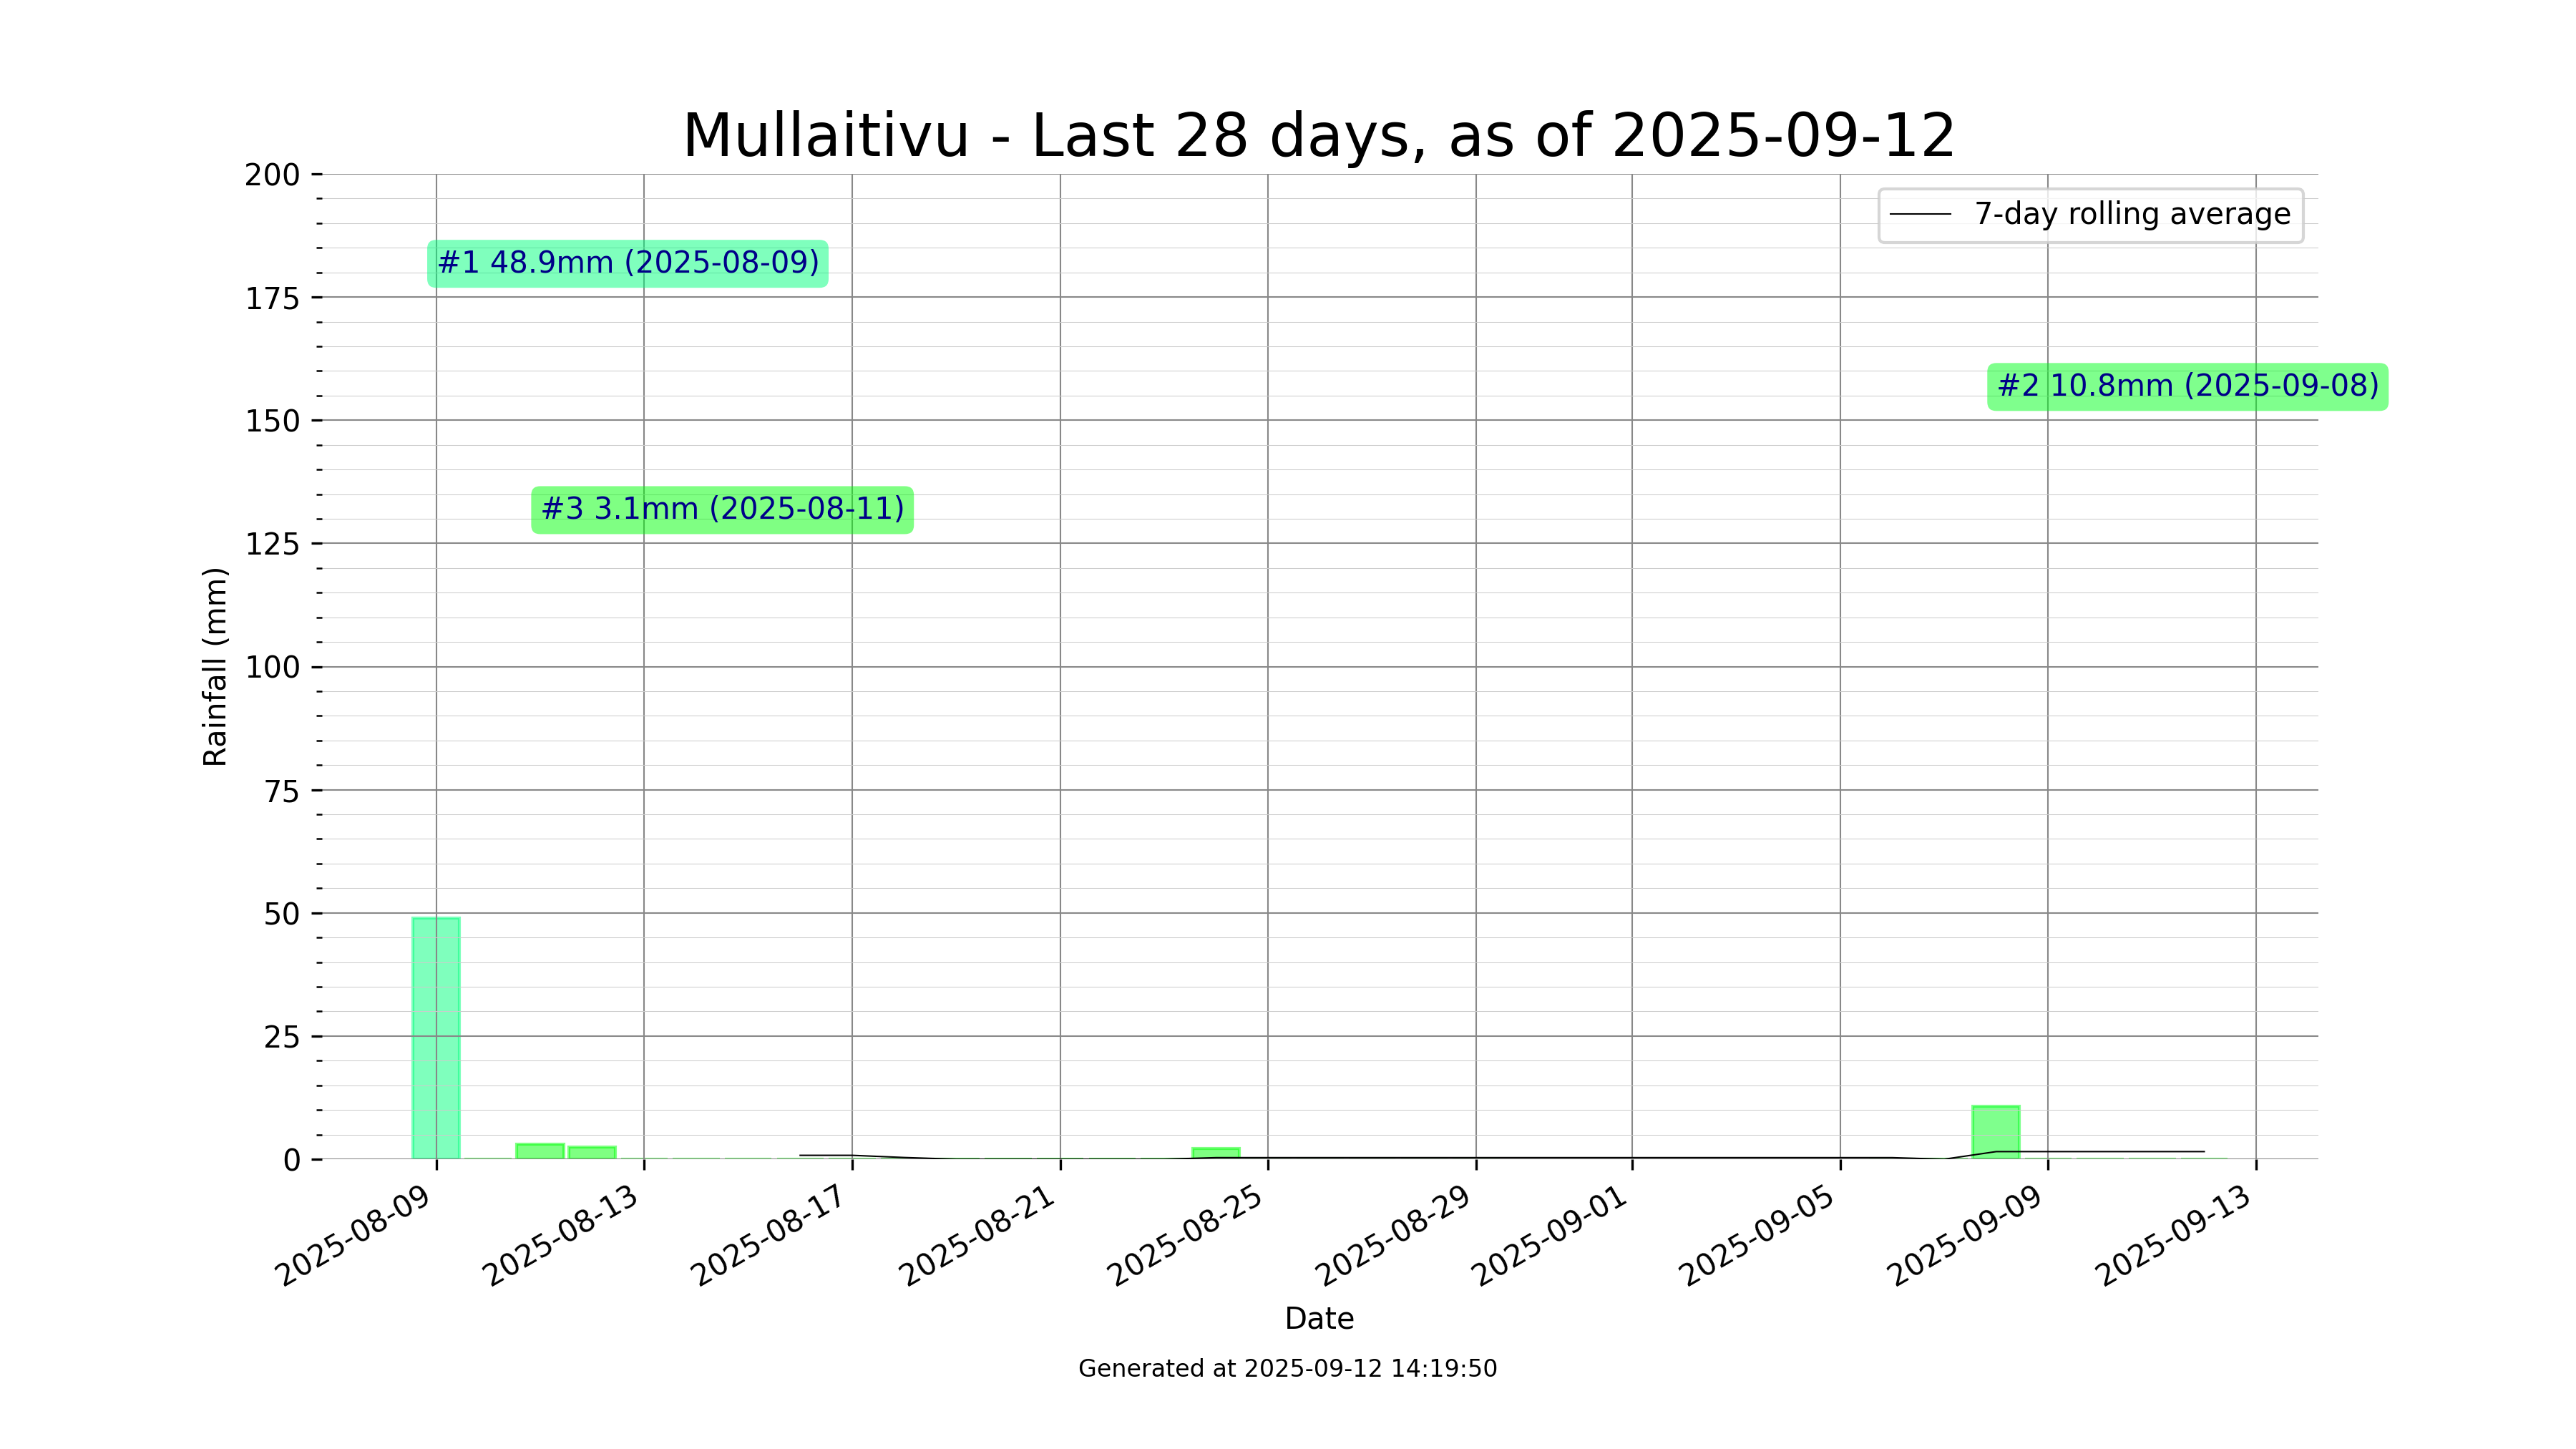 Mullaitivu - Last 28 days, as of 2025-09-12
7-day rolling average
#1 48.9mm (2025-08-09)
#2 10.8mm (2025-09-08)
#3 3.1mm (2025-08-11)
Rainfall (mm)
200
175
150
125
100
75
50
25
0
2025-08-09
2025-08-13
2025-08-17
2025-08-21
2025-08-25
2025-08-29
2025-09-01
2025-09-05
2025-09-09
2025-09-13
Date
Generated at 2025-09-12 14:19:50